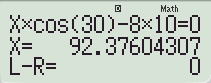 D Math
X×cos(30)-8×10=0
X= 92.37604307
L-R= 0